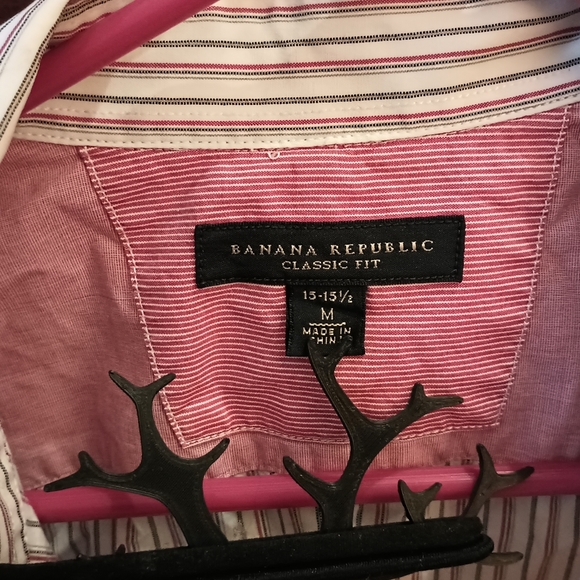 BANANA REPUBLIC
CLASSIC FIT
15-15½
M
MADE IN